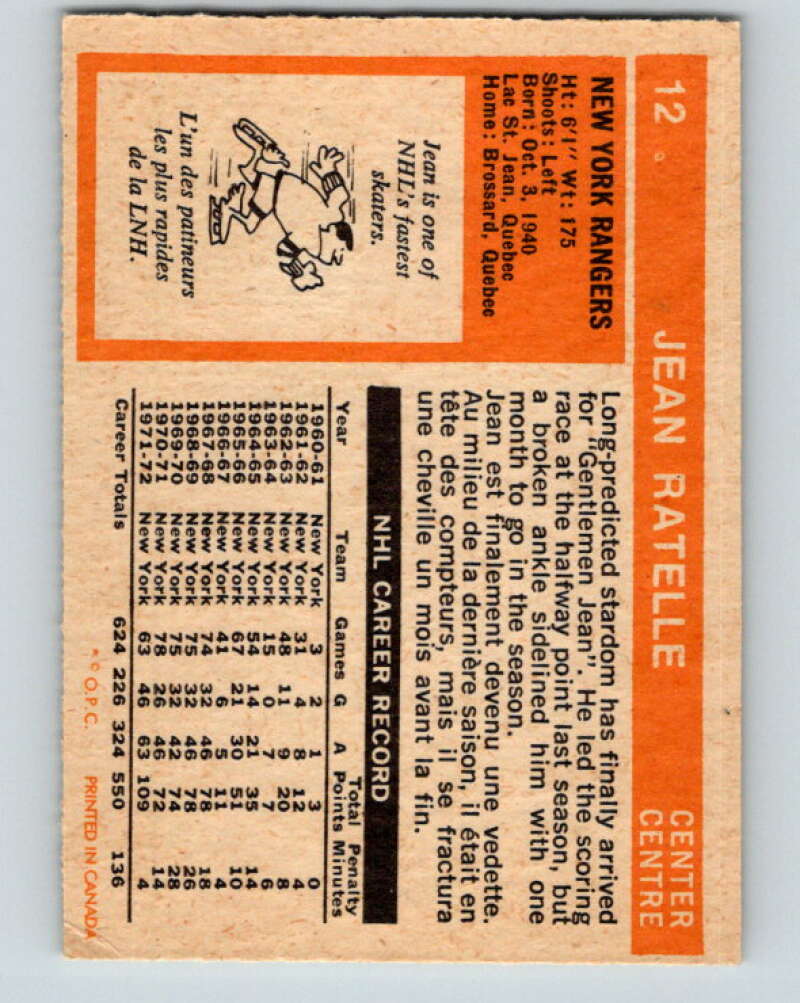 12 JEAN RATELLE CENTER
CENTRE
NEW YORK RANGERS
Ht: 6'1" Wt: 175
Shoots: Left
Born: Oct. 3, 1940
Lac St. Jean, Quebec
Home: Brossard, Quebec
Jean is one of
NHL's fastest
skaters.
L'un des patineurs
les plus rapides
de la LNH.
Long-predicted stardom has finally arrived
for "Gentlemen Jean". He led the scoring
race at the halfway point last season, but
a broken ankle sidelined him with one
month to go in the season.
Jean est finalement devenu une vedette.
Au milieu de la dernière saison, il était en
tête des compteurs, mais il se fractura
une cheville un mois avant la fin.
NHL CAREER RECORD
Total Penalty
Year Team Games G A Points Minutes
1960-61 New York 3 2 1 3 0
1961-62 New York 31 4 8 12 4
1962-63 New York 48 11 9 20 8
1963-64 New York 15 0 7 7 6
1964-65 New York 54 14 21 35 14
1965-66 New York 67 21 30 51 10
1966-67 New York 41 6 5 11 4
1967-68 New York 74 32 46 78 18
1968-69 New York 75 32 46 78 26
1969-70 New York 75 32 42 74 28
1970-71 New York 78 26 46 72 14
1971-72 New York 63 46 63 109 4
Career Totals 624 226 324 550 136
* © O.P.C. PRINTED IN CANADA